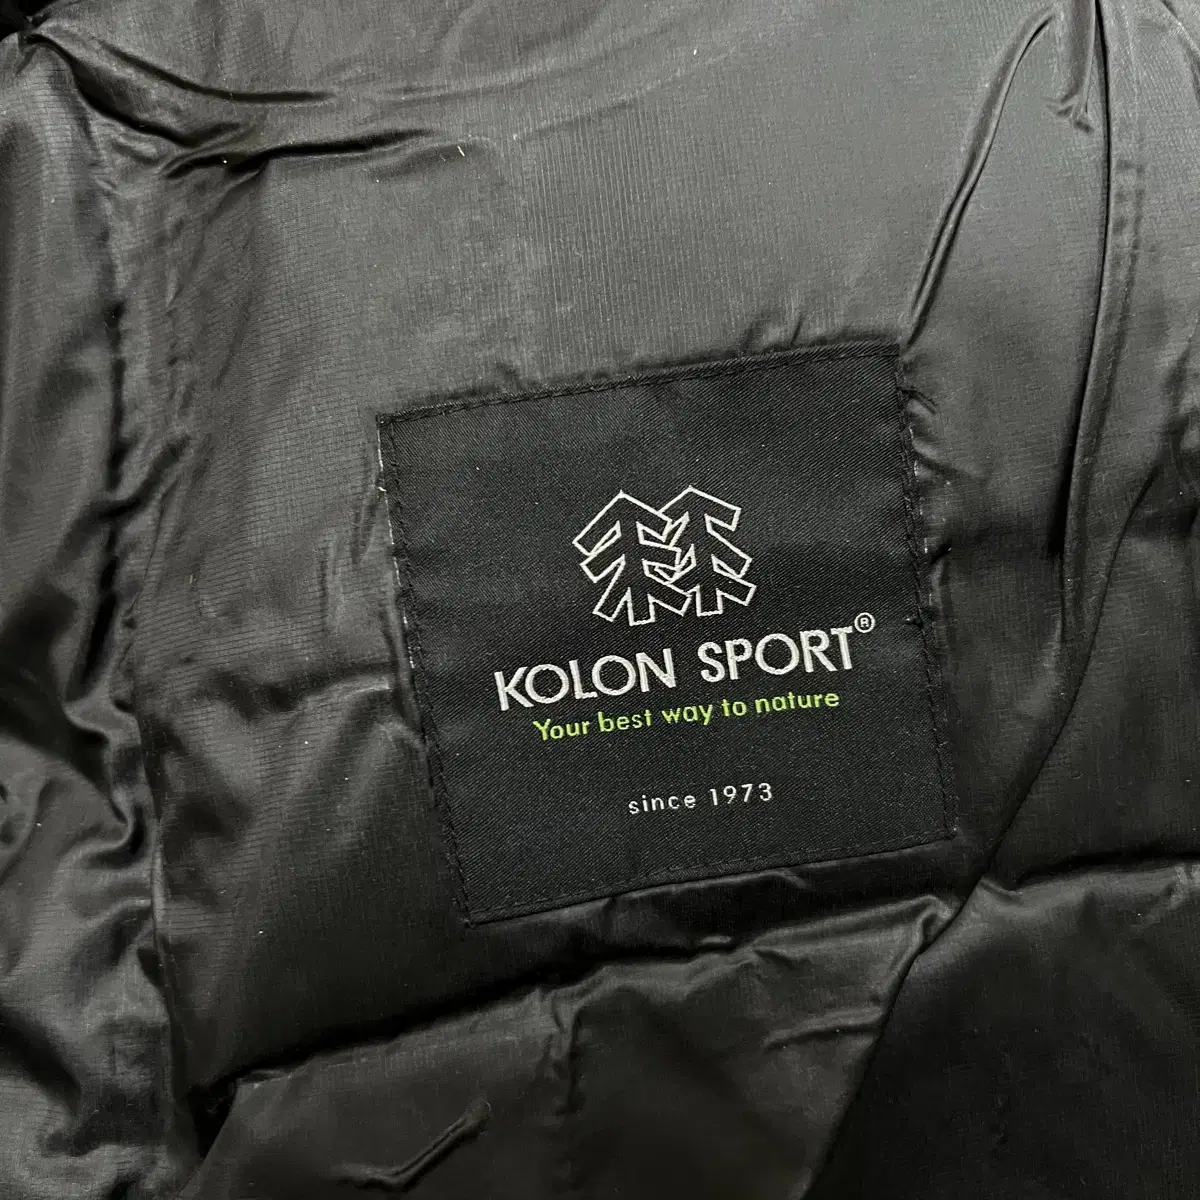 KOLON SPORT®
Your best way to nature
since 1973